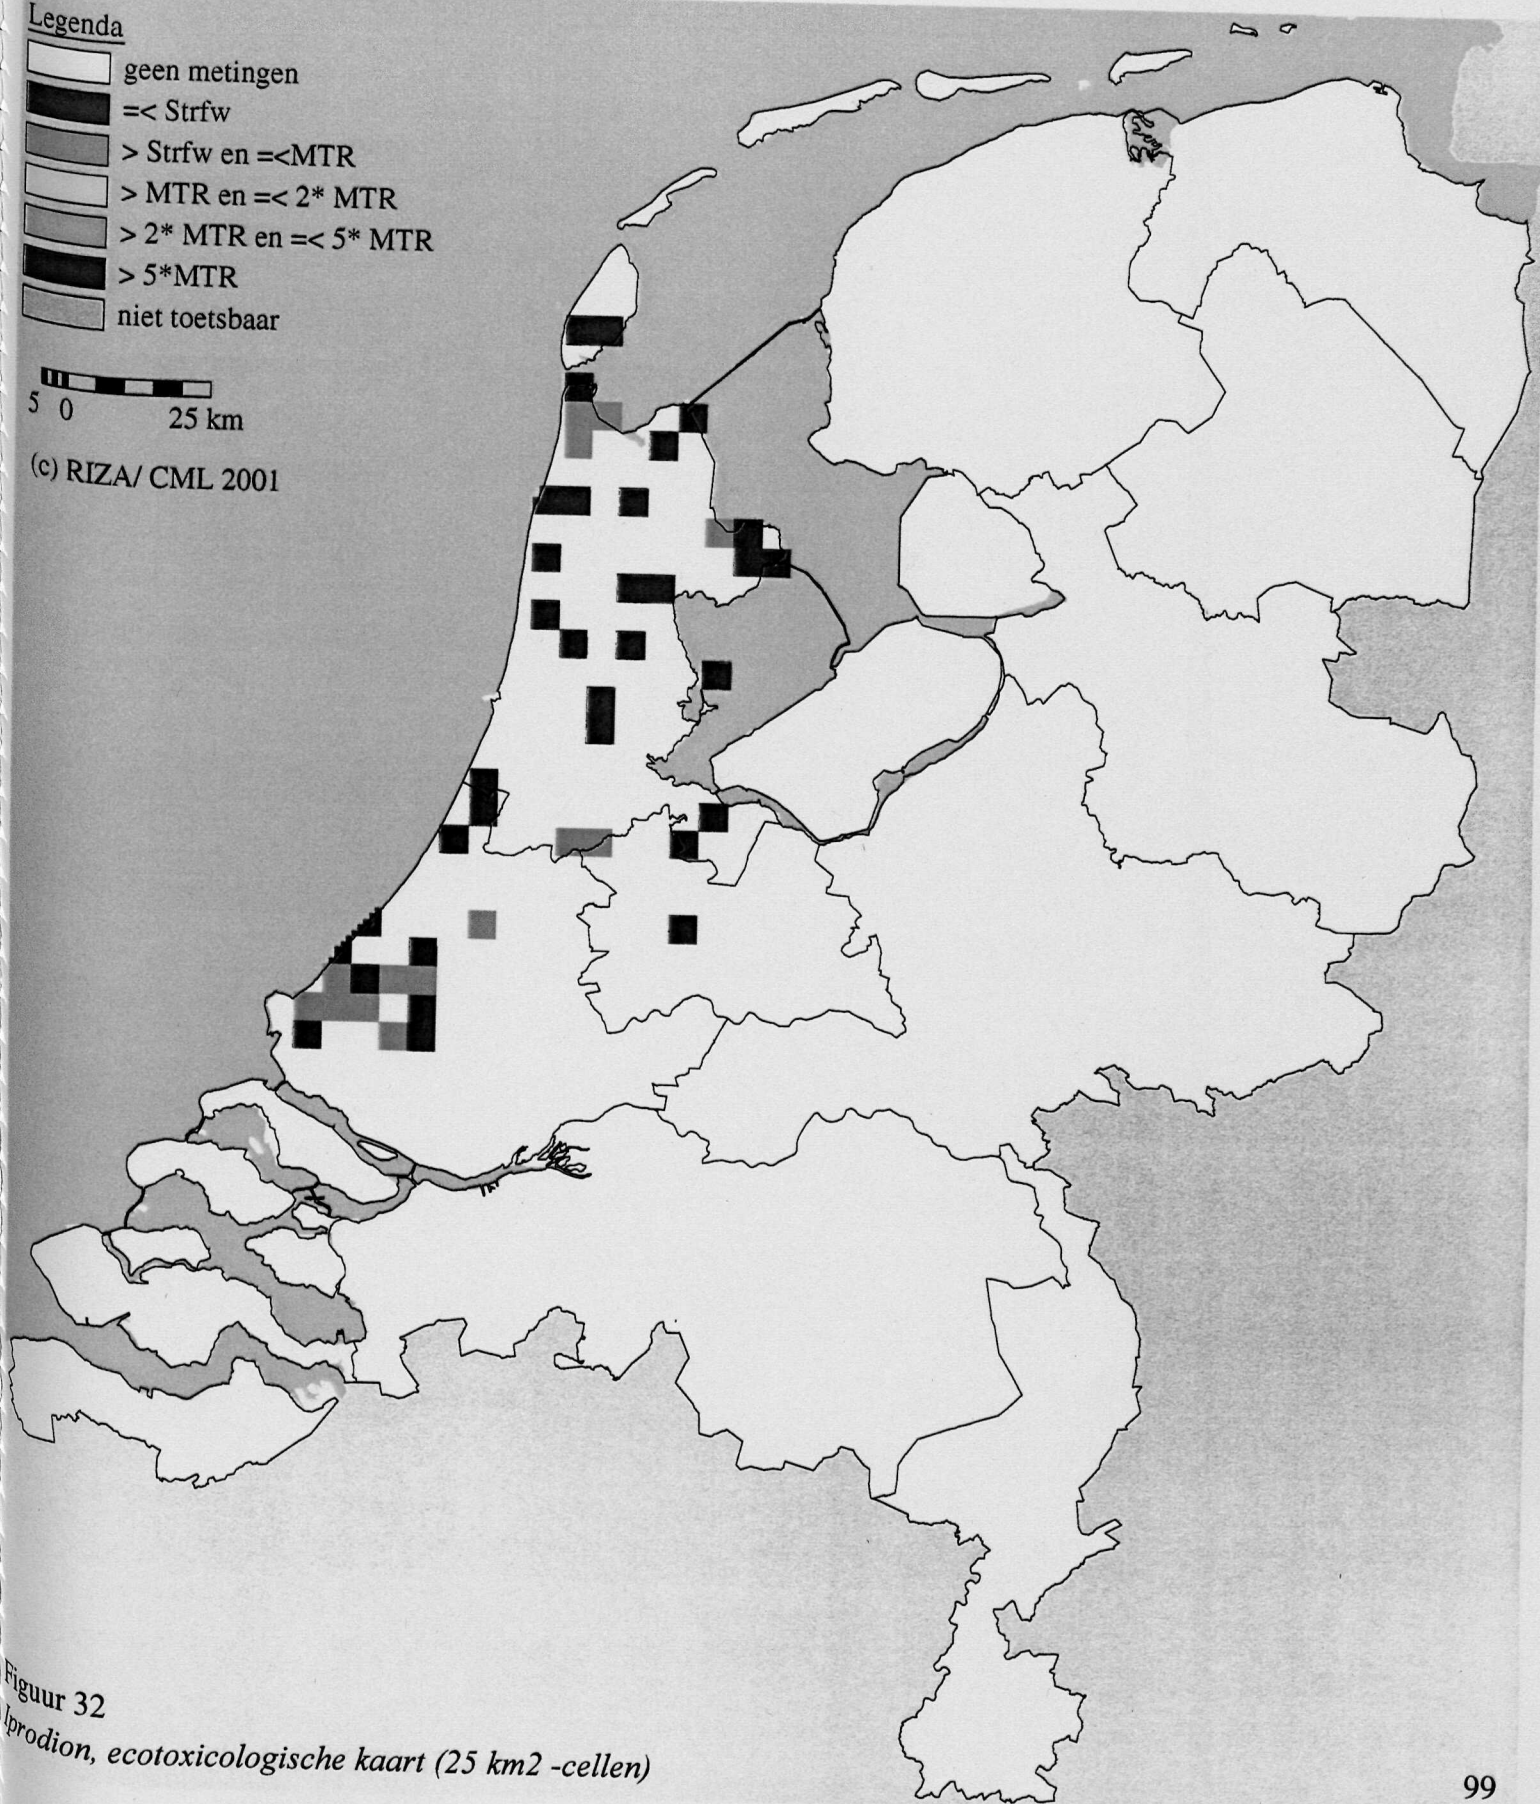 Legenda
geen metingen
=< Strfw
> Strfw en =<MTR
> MTR en =< 2* MTR
> 2* MTR en =< 5* MTR
> 5*MTR
niet toetsbaar
5 0 25 km
(c) RIZA/ CML 2001
Figuur 32
Iprodion, ecotoxicologische kaart (25 km2 -cellen)
99